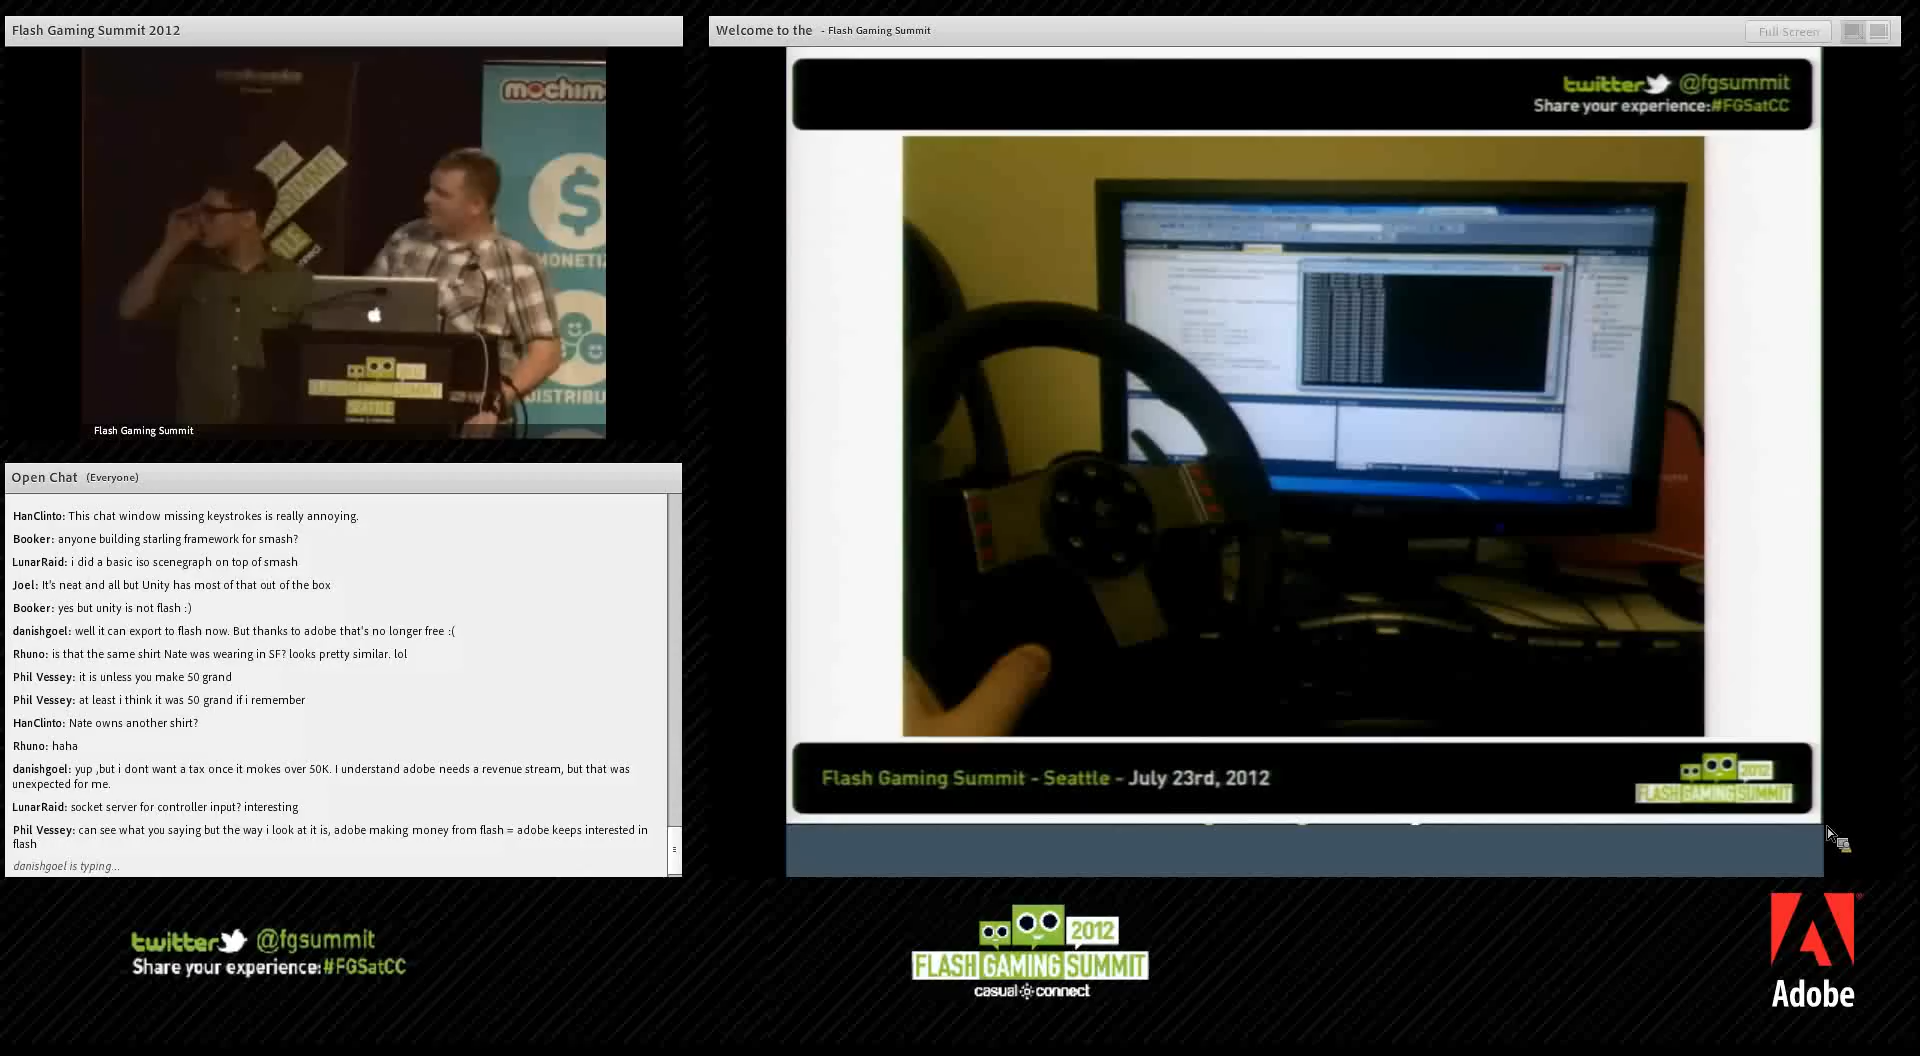 Flash Gaming Summit 2012
mochim
MONETIZ
DISTRIBU
SEATTLE
Flash Gaming Summit
Open Chat (Everyone)
HanClinto: This chat window missing keystrokes is really annoying.
Booker: anyone building starling framework for smash?
LunarRaid: i did a basic iso scenegraph on top of smash
Joel: It's neat and all but Unity has most of that out of the box
Booker: yes but unity is not flash :)
danishgoel: well it can export to flash now. But thanks to adobe that's no longer free :(
Rhuno: is that the same shirt Nate was wearing in SF? looks pretty similar. lol
Phil Vessey: it is unless you make 50 grand
Phil Vessey: at least i think it was 50 grand if i remember
HanClinto: Nate owns another shirt?
Rhuno: haha
danishgoel: yup ,but i dont want a tax once it mokes over 50K. I understand adobe needs a revenue stream, but that was
unexpected for me.
LunarRaid: socket server for controller input? interesting
Phil Vessey: can see what you saying but the way i look at it is, adobe making money from flash = adobe keeps interested in
flash
danishgoel is typing...
Welcome to the - Flash Gaming Summit
Full Screen
twitter @fgsummit
Share your experience:#FGSatCC
Flash Gaming Summit - Seattle - July 23rd, 2012
2012
FLASH GAMING SUMMIT
twitter @fgsummit
Share your experience:#FGSatCC
2012
FLASH GAMING SUMMIT
casual connect
Adobe